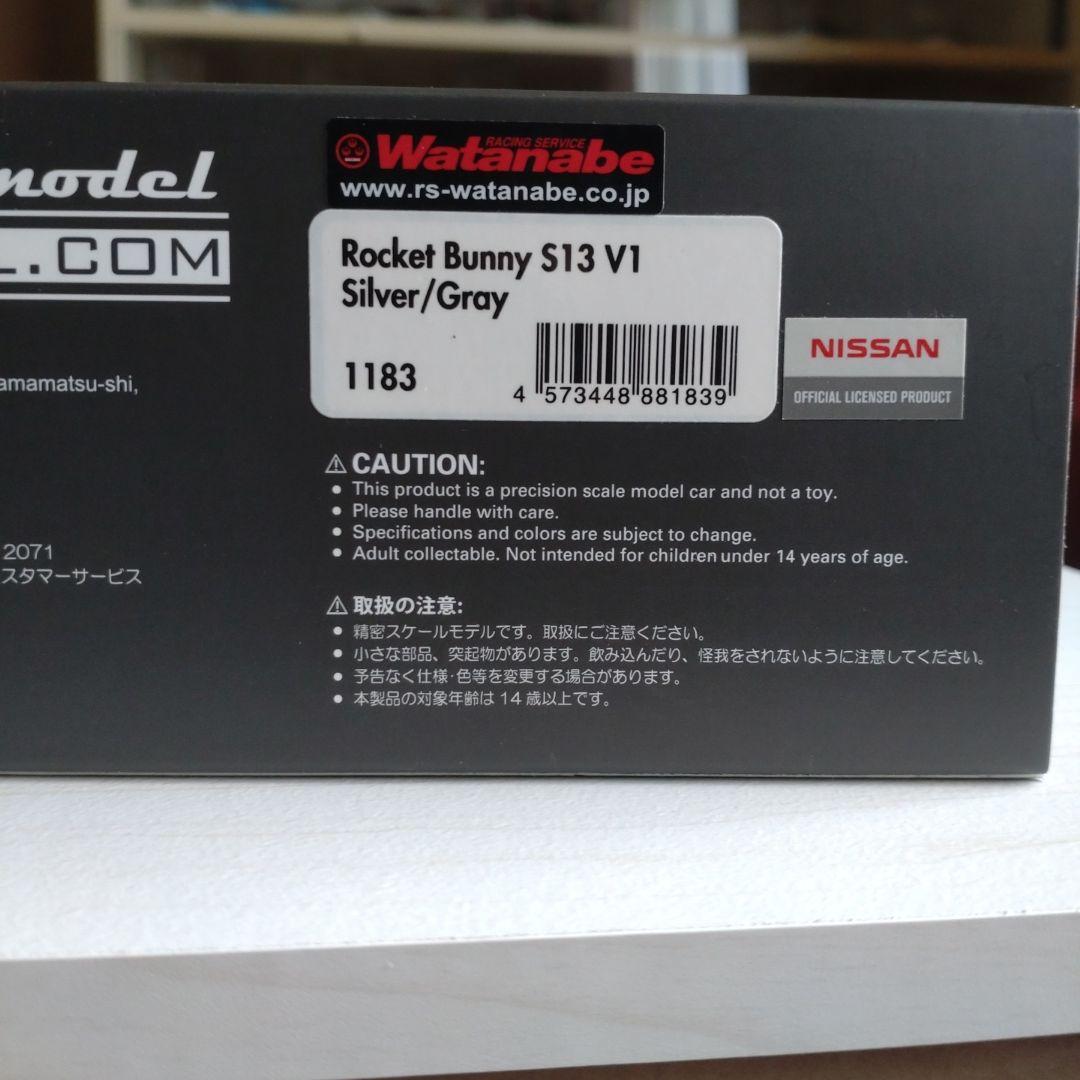 model
L.COM
amamatsu-shi,
2071
スタマーサービス
RACING SERVICE
Watanabe
www.rs-watanabe.co.jp
Rocket Bunny S13 V1
Silver/Gray
1183
4 573448 881839
NISSAN
OFFICIAL LICENSED PRODUCT
⚠ CAUTION:
● This product is a precision scale model car and not a toy.
● Please handle with care.
● Specifications and colors are subject to change.
● Adult collectable. Not intended for children under 14 years of age.
⚠ 取扱の注意:
● 精密スケールモデルです。取扱にご注意ください。
● 小さな部品、突起物があります。飲み込んだり、怪我をされないように注意してください。
● 予告なく仕様・色等を変更する場合があります。
● 本製品の対象年齢は 14 歳以上です。